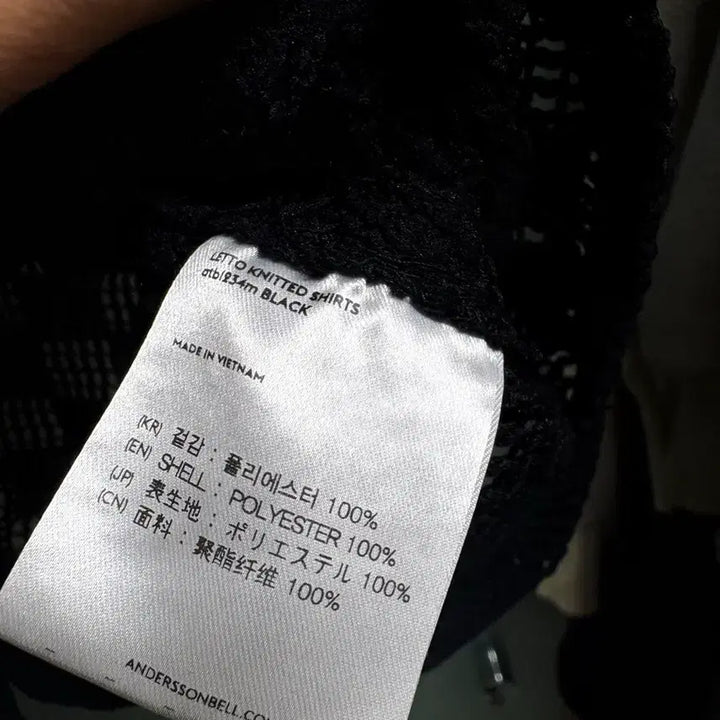 LETTO KNITTED SHIRTS
atb1234m BLACK
MADE IN VIETNAM
(KR) 겉감 : 폴리에스터 100%
(EN) SHELL : POLYESTER 100%
(JP) 表生地 : ポリエステル 100%
(CN) 面料 : 聚酯纤维 100%
ANDERSSONBELL.CO